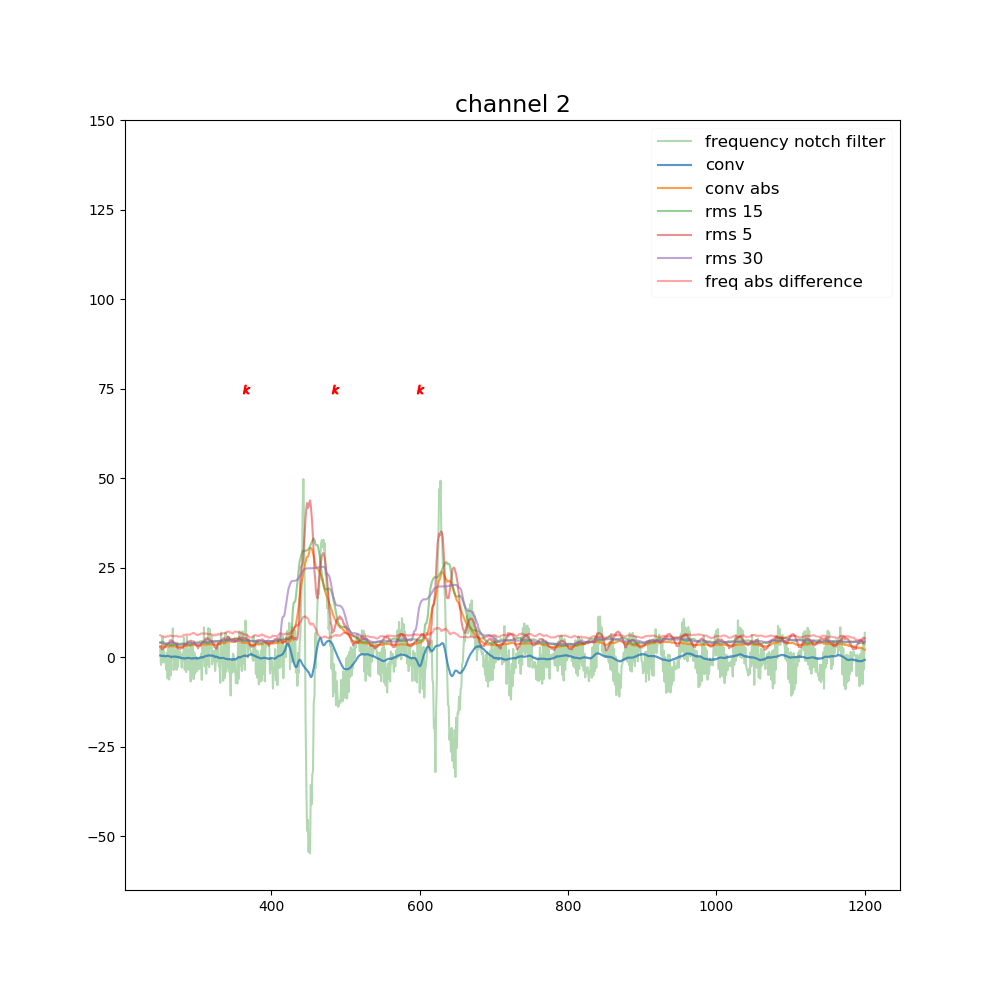 channel 2
150
125
100
75
50
25
0
−25
−50
frequency notch filter
conv
conv abs
rms 15
rms 5
rms 30
freq abs difference
k k k
400 600 800 1000 1200